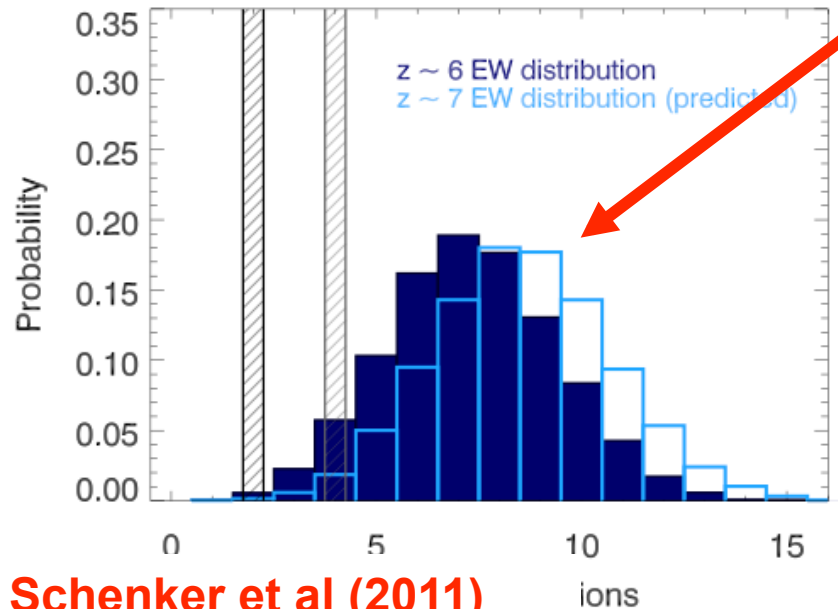 0.35
0.30
0.25
0.20
0.15
0.10
0.05
0.00
Probability
z ~ 6 EW distribution
z ~ 7 EW distribution (predicted)
0 5 10 15
Schenker et al (2011)
ions